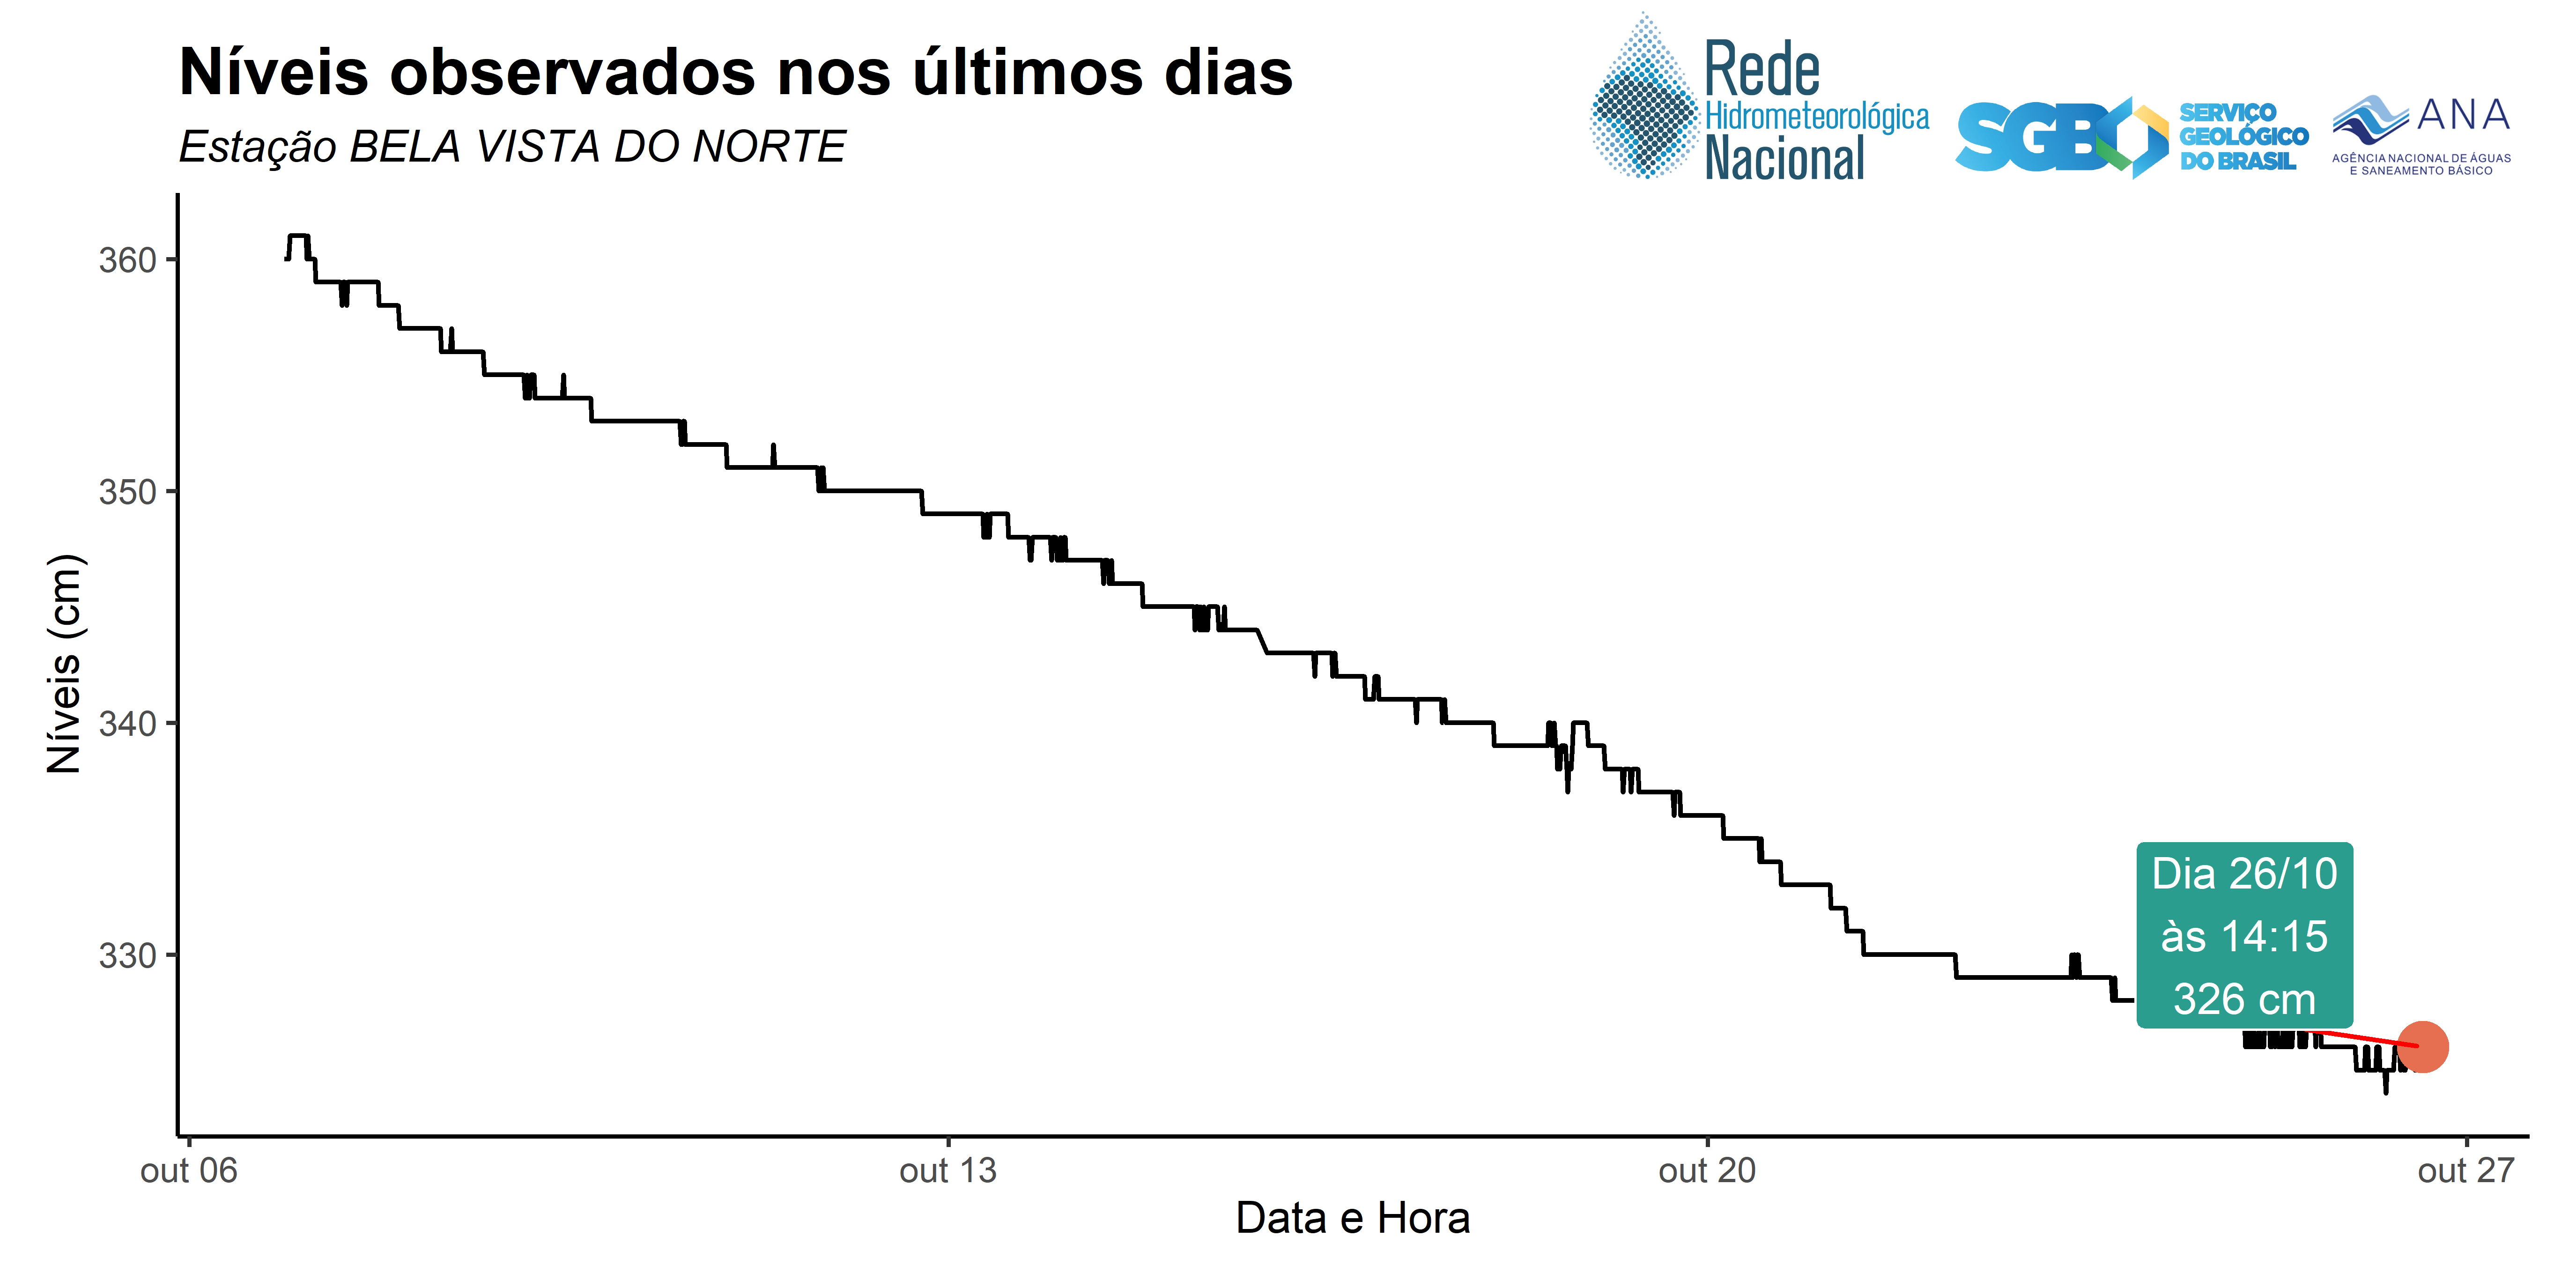 Níveis observados nos últimos dias
Estação BELA VISTA DO NORTE
Rede
Hidrometeorológica
Nacional
SGB
SERVIÇO
GEOLÓGICO
DO BRASIL
ANA
AGÊNCIA NACIONAL DE ÁGUAS
E SANEAMENTO BÁSICO
Níveis (cm)
360
350
340
330
Dia 26/10
às 14:15
326 cm
out 06
out 13
out 20
out 27
Data e Hora